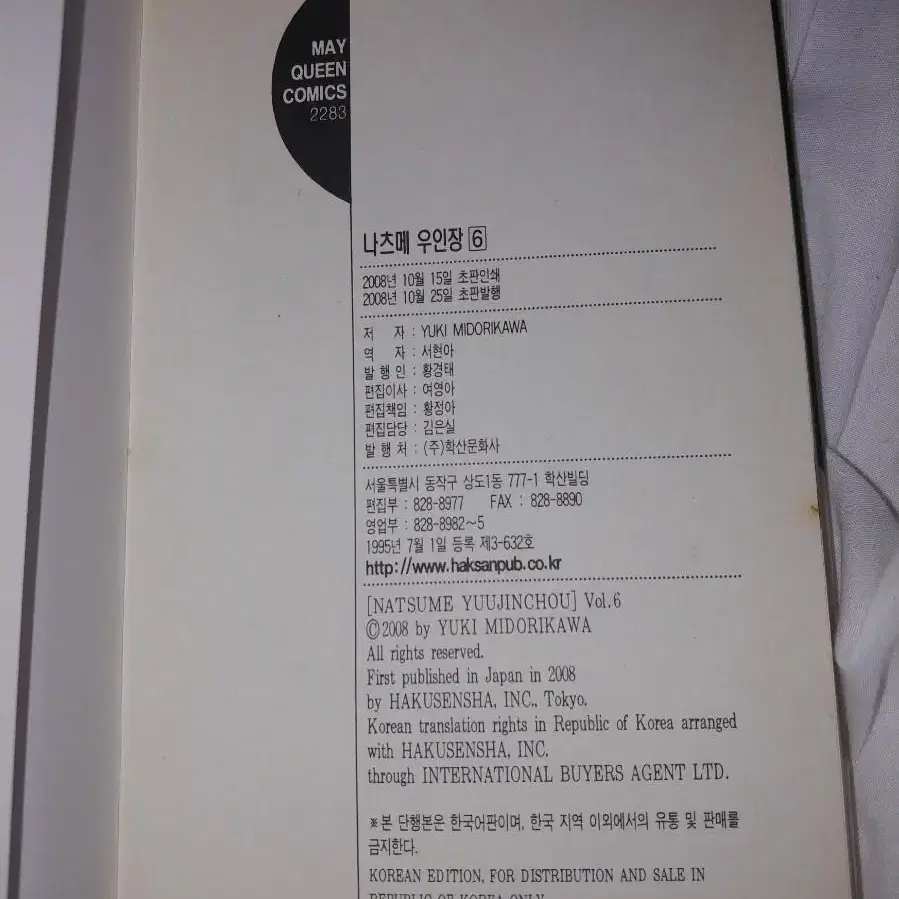 MAY
QUEEN
COMICS
2283
나츠메 우인장 6
2008년 10월 15일 초판인쇄
2008년 10월 25일 초판발행
저 자 : YUKI MIDORIKAWA
역 자 : 서현아
발 행 인 : 황경태
편집이사 : 여영아
편집책임 : 황정아
편집담당 : 김은실
발 행 처 : (주)학산문화사
서울특별시 동작구 상도1동 777-1 학산빌딩
편집부 : 828-8977 FAX : 828-8890
영업부 : 828-8982~5
1995년 7월 1일 등록 제3-632호
http://www.haksanpub.co.kr
[NATSUME YUUJINCHOU] Vol.6
©2008 by YUKI MIDORIKAWA
All rights reserved.
First published in Japan in 2008
by HAKUSENSHA, INC., Tokyo.
Korean translation rights in Republic of Korea arranged
with HAKUSENSHA, INC.
through INTERNATIONAL BUYERS AGENT LTD.
※본 단행본은 한국어판이며, 한국 지역 이외에서의 유통 및 판매를
금지한다.
KOREAN EDITION, FOR DISTRIBUTION AND SALE IN
REPUBLIC OF KOREA ONLY